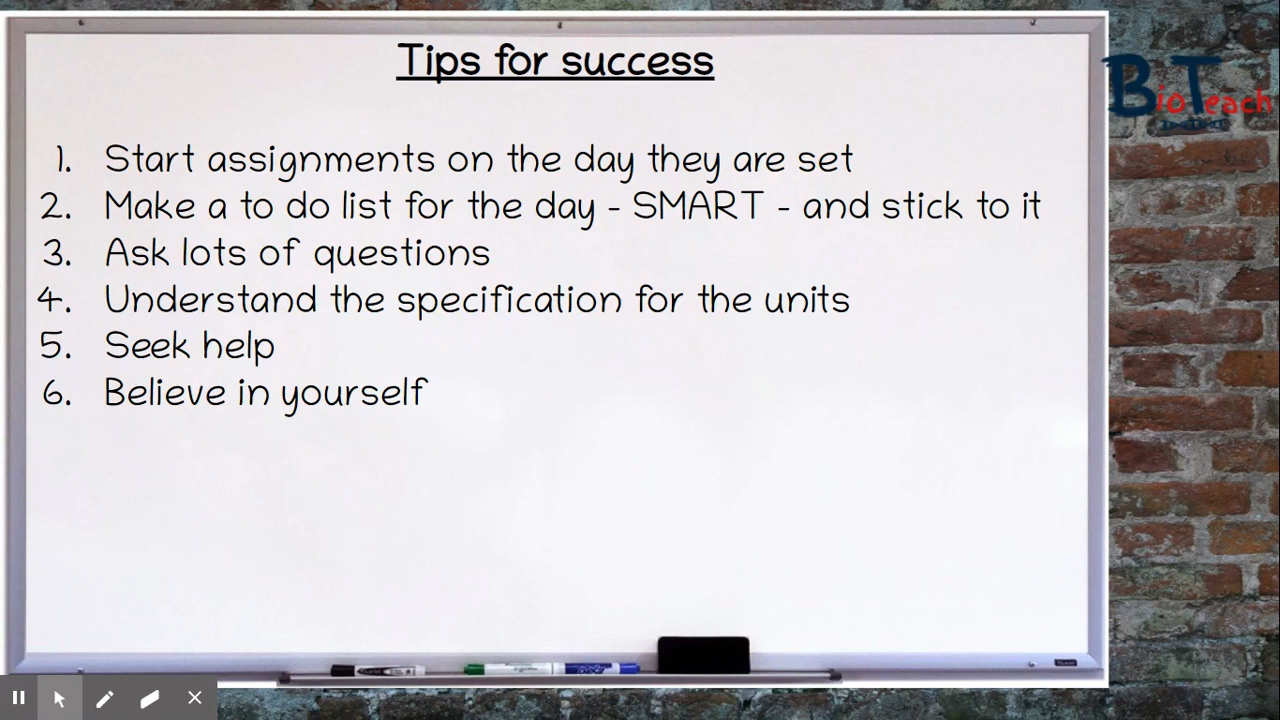 Tips for success
BioTeach
1. Start assignments on the day they are set
2. Make a to do list for the day - SMART - and stick to it
3. Ask lots of questions
4. Understand the specification for the units
5. Seek help
6. Believe in yourself